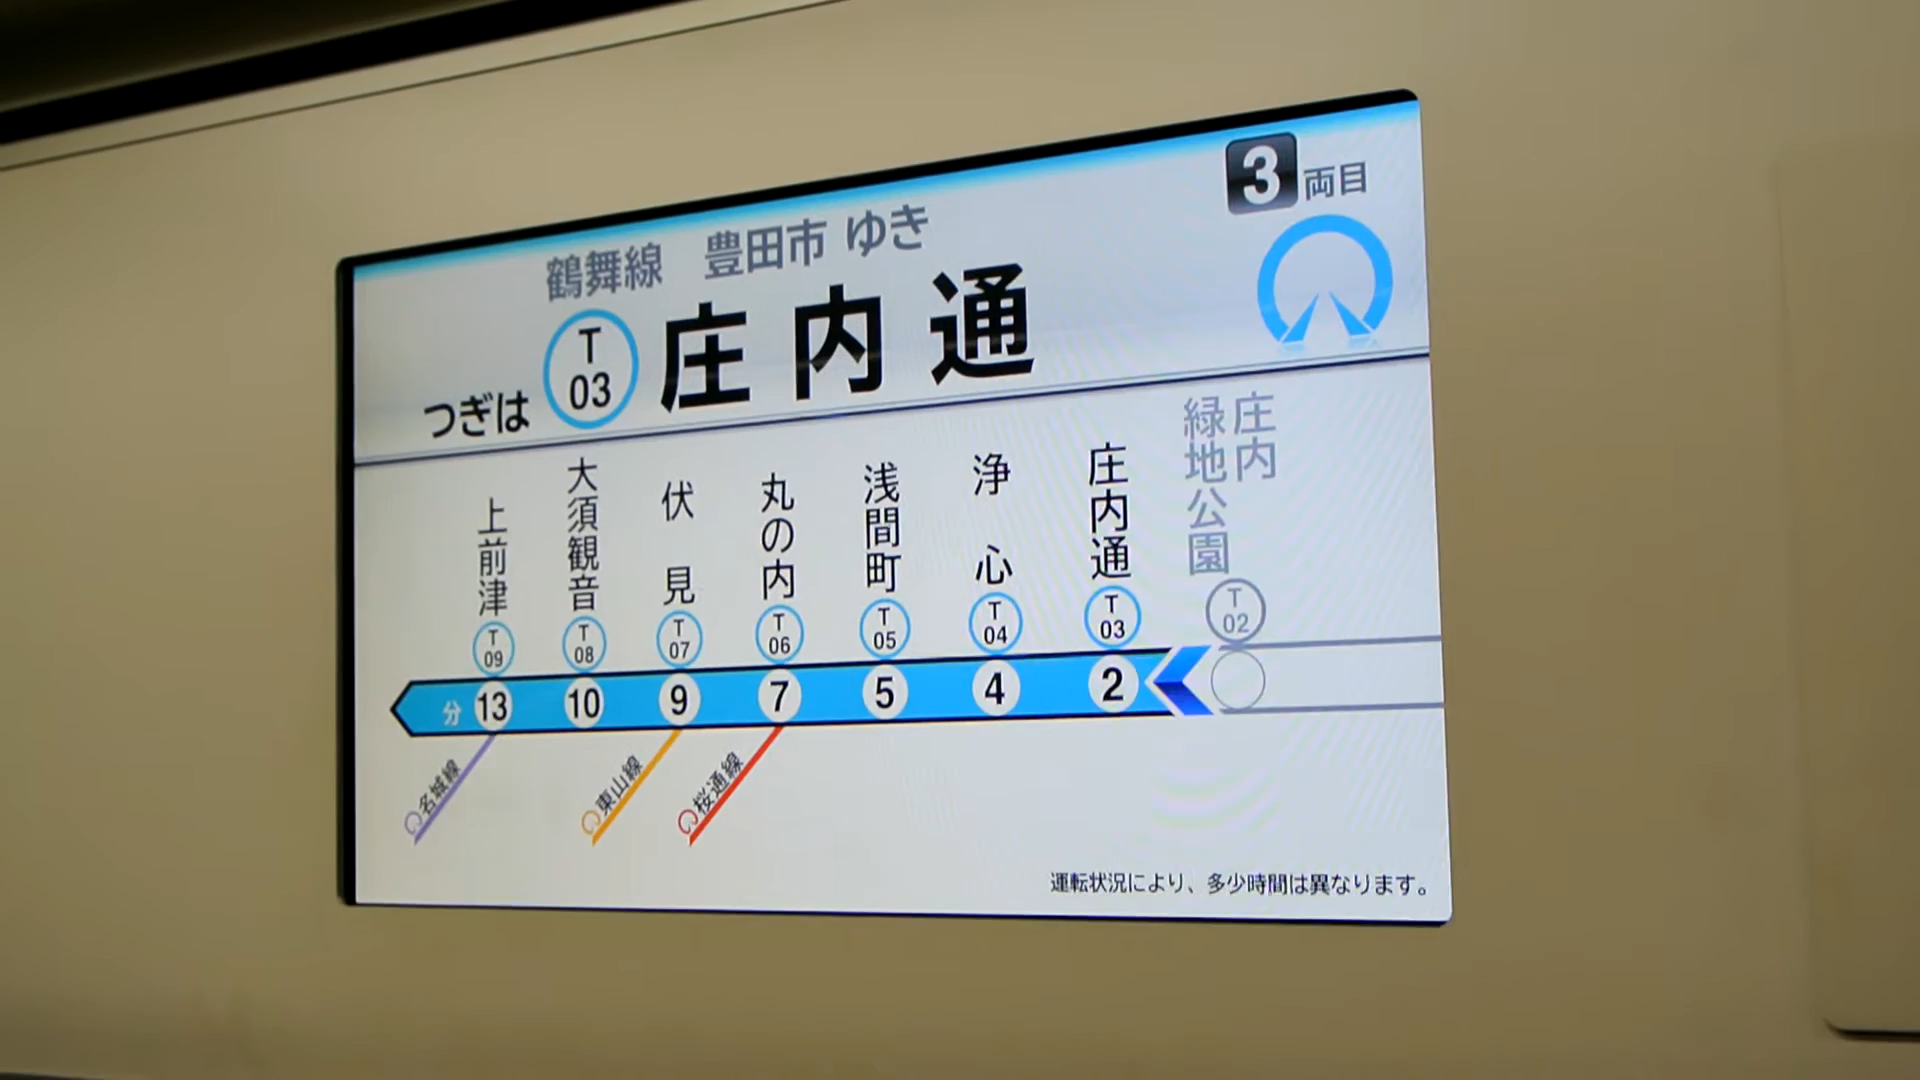 3両目
鶴舞線 豊田市 ゆき
つぎは T 03 庄内通
上前津
大須観音
伏見
丸の内
浅間町
浄心
庄内通
庄内
緑地公園
T 09
T 08
T 07
T 06
T 05
T 04
T 03
T 02
分 13 10 9 7 5 4 2
名城線
東山線
桜通線
運転状況により、多少時間は異なります。